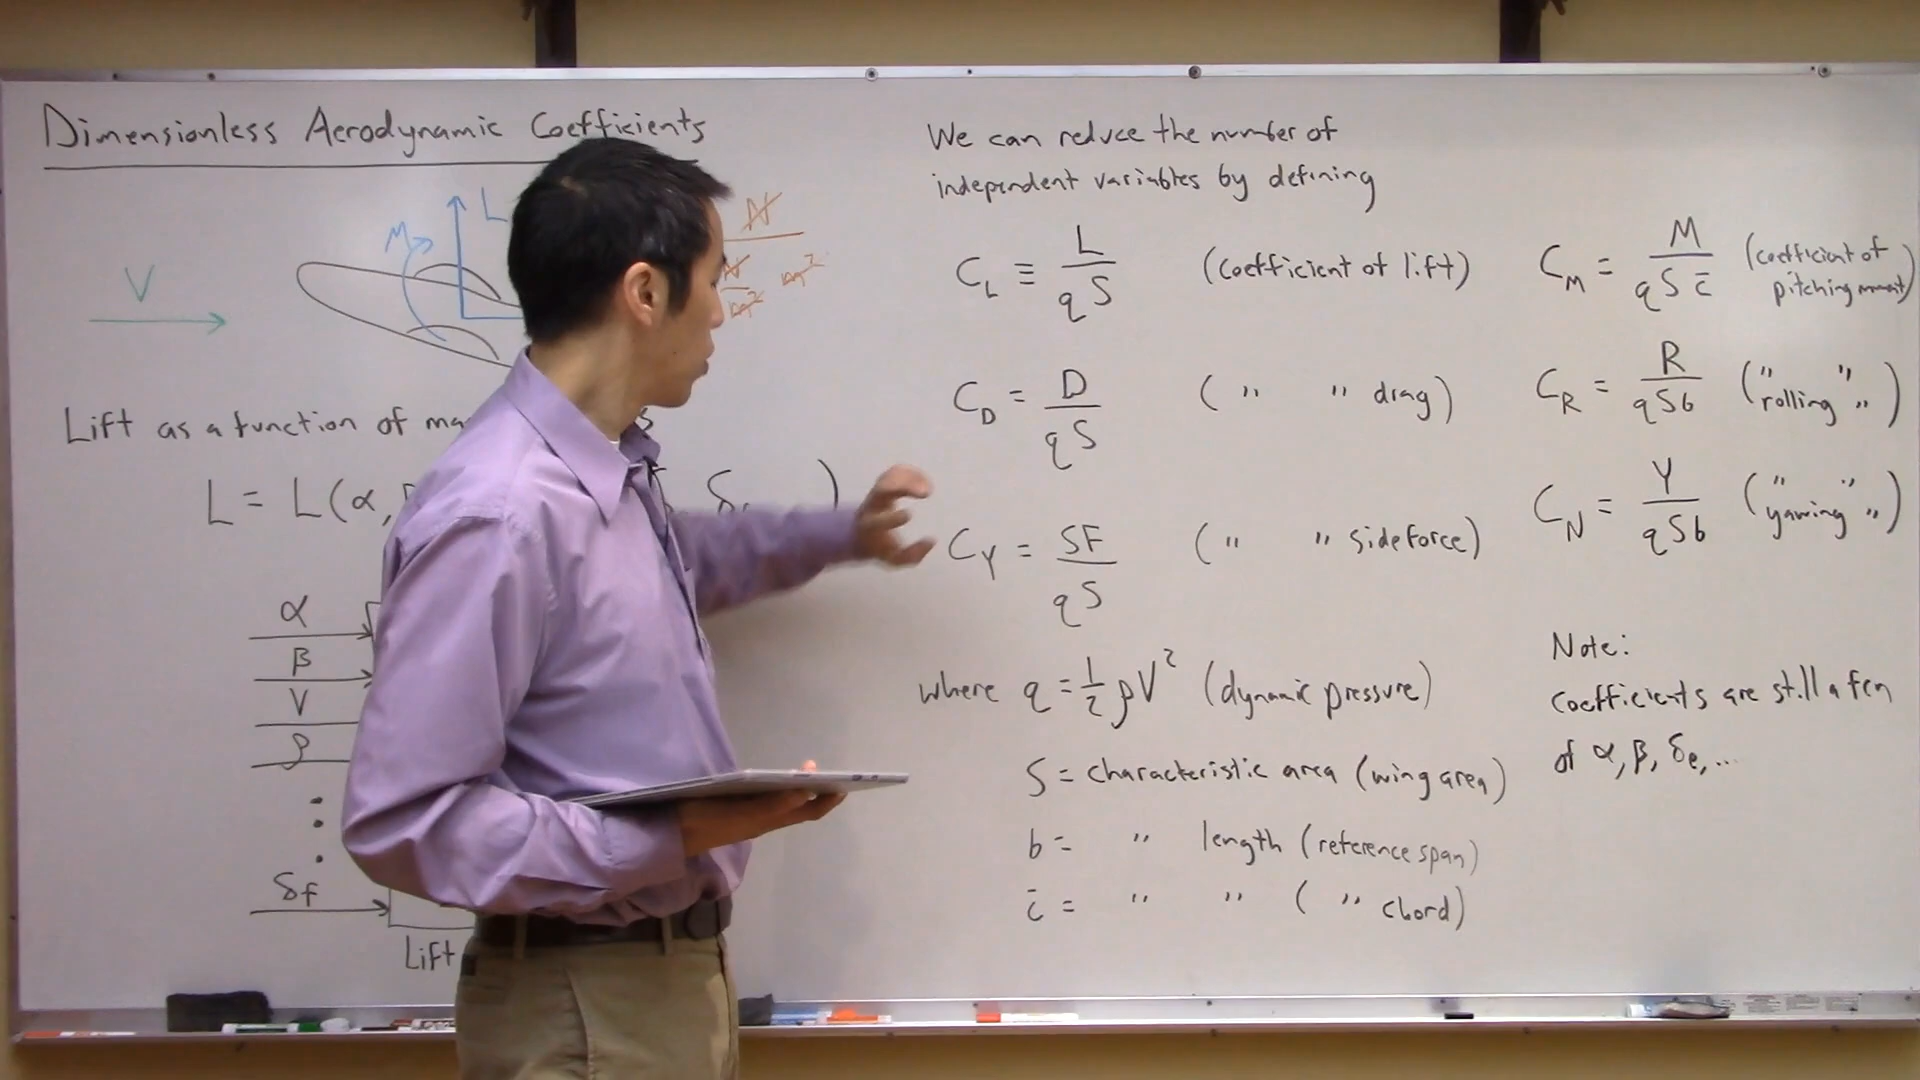 Dimensionless Aerodynamic Coefficients
V
M
L
N
N
m²
m²
Lift as a function of
L = L(α,
)
α
β
V
ρ
⋮
δf
Lift
We can reduce the number of
independent variables by defining
C_L ≡ L / qS (coefficient of lift)
C_D = D / qS (" " drag)
C_Y = SF / qS (" " sideforce)
where q = 1/2 ρV² (dynamic pressure)
S = characteristic area (wing area)
b = " length (reference span)
c̄ = " " ( " chord)
C_M = M / qSc̄ (coefficient of
pitching moment)
C_R = R / qSb (" "
rolling ")
C_N = Y / qSb (" "
yawing ")
Note:
coefficients are still a fcn
of α, β, δe, ...